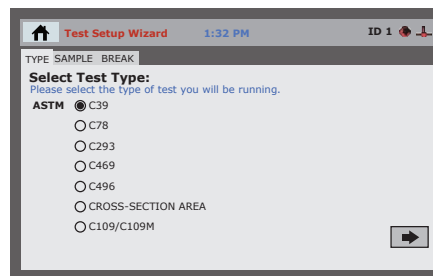 Test Setup Wizard 1:32 PM ID 1
TYPE SAMPLE BREAK
Select Test Type:
Please select the type of test you will be running.
ASTM C39
C78
C293
C469
C496
CROSS-SECTION AREA
C109/C109M